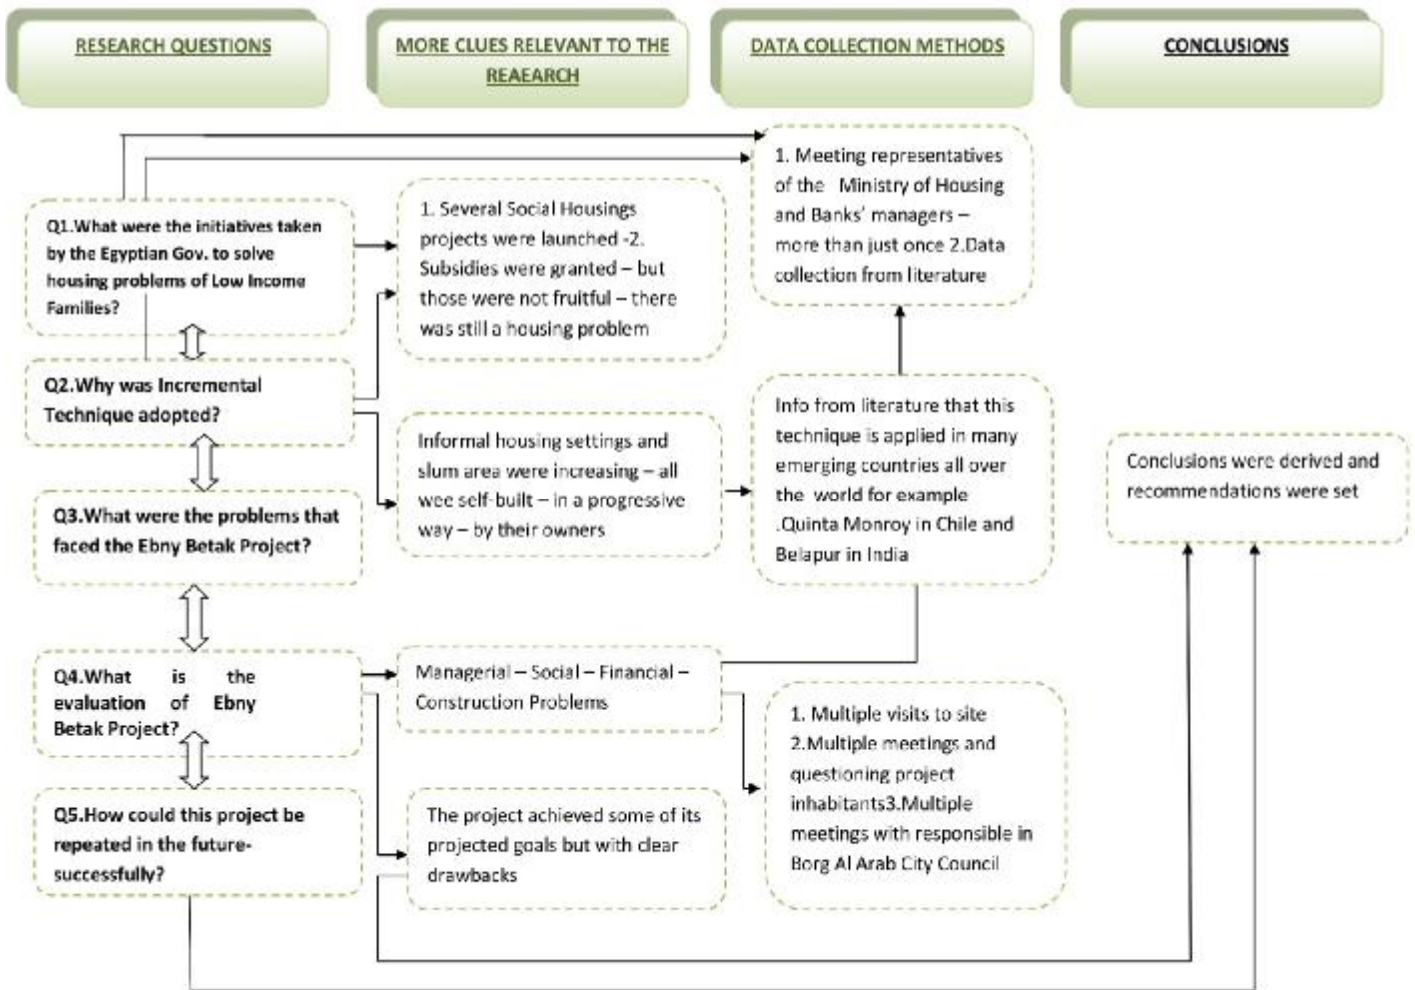 RESEARCH QUESTIONS
MORE CLUES RELEVANT TO THE
REAEARCH
DATA COLLECTION METHODS
CONCLUSIONS
Q1.What were the initiatives taken
by the Egyptian Gov. to solve
housing problems of Low Income
Families?
1. Several Social Housings
projects were launched -2.
Subsidies were granted – but
those were not fruitful – there
was still a housing problem
1. Meeting representatives
of the Ministry of Housing
and Banks' managers –
more than just once 2.Data
collection from literature
Q2.Why was Incremental
Technique adopted?
Informal housing settings and
slum area were increasing – all
wee self-built – in a progressive
way – by their owners
Info from literature that this
technique is applied in many
emerging countries all over
the world for example
.Quinta Monroy in Chile and
Belapur in India
Conclusions were derived and
recommendations were set
Q3.What were the problems that
faced the Ebny Betak Project?
Q4.What is the
evaluation of Ebny
Betak Project?
Managerial – Social – Financial –
Construction Problems
1. Multiple visits to site
2.Multiple meetings and
questioning project
inhabitants3.Multiple
meetings with responsible in
Borg Al Arab City Council
Q5.How could this project be
repeated in the future-
successfully?
The project achieved some of its
projected goals but with clear
drawbacks